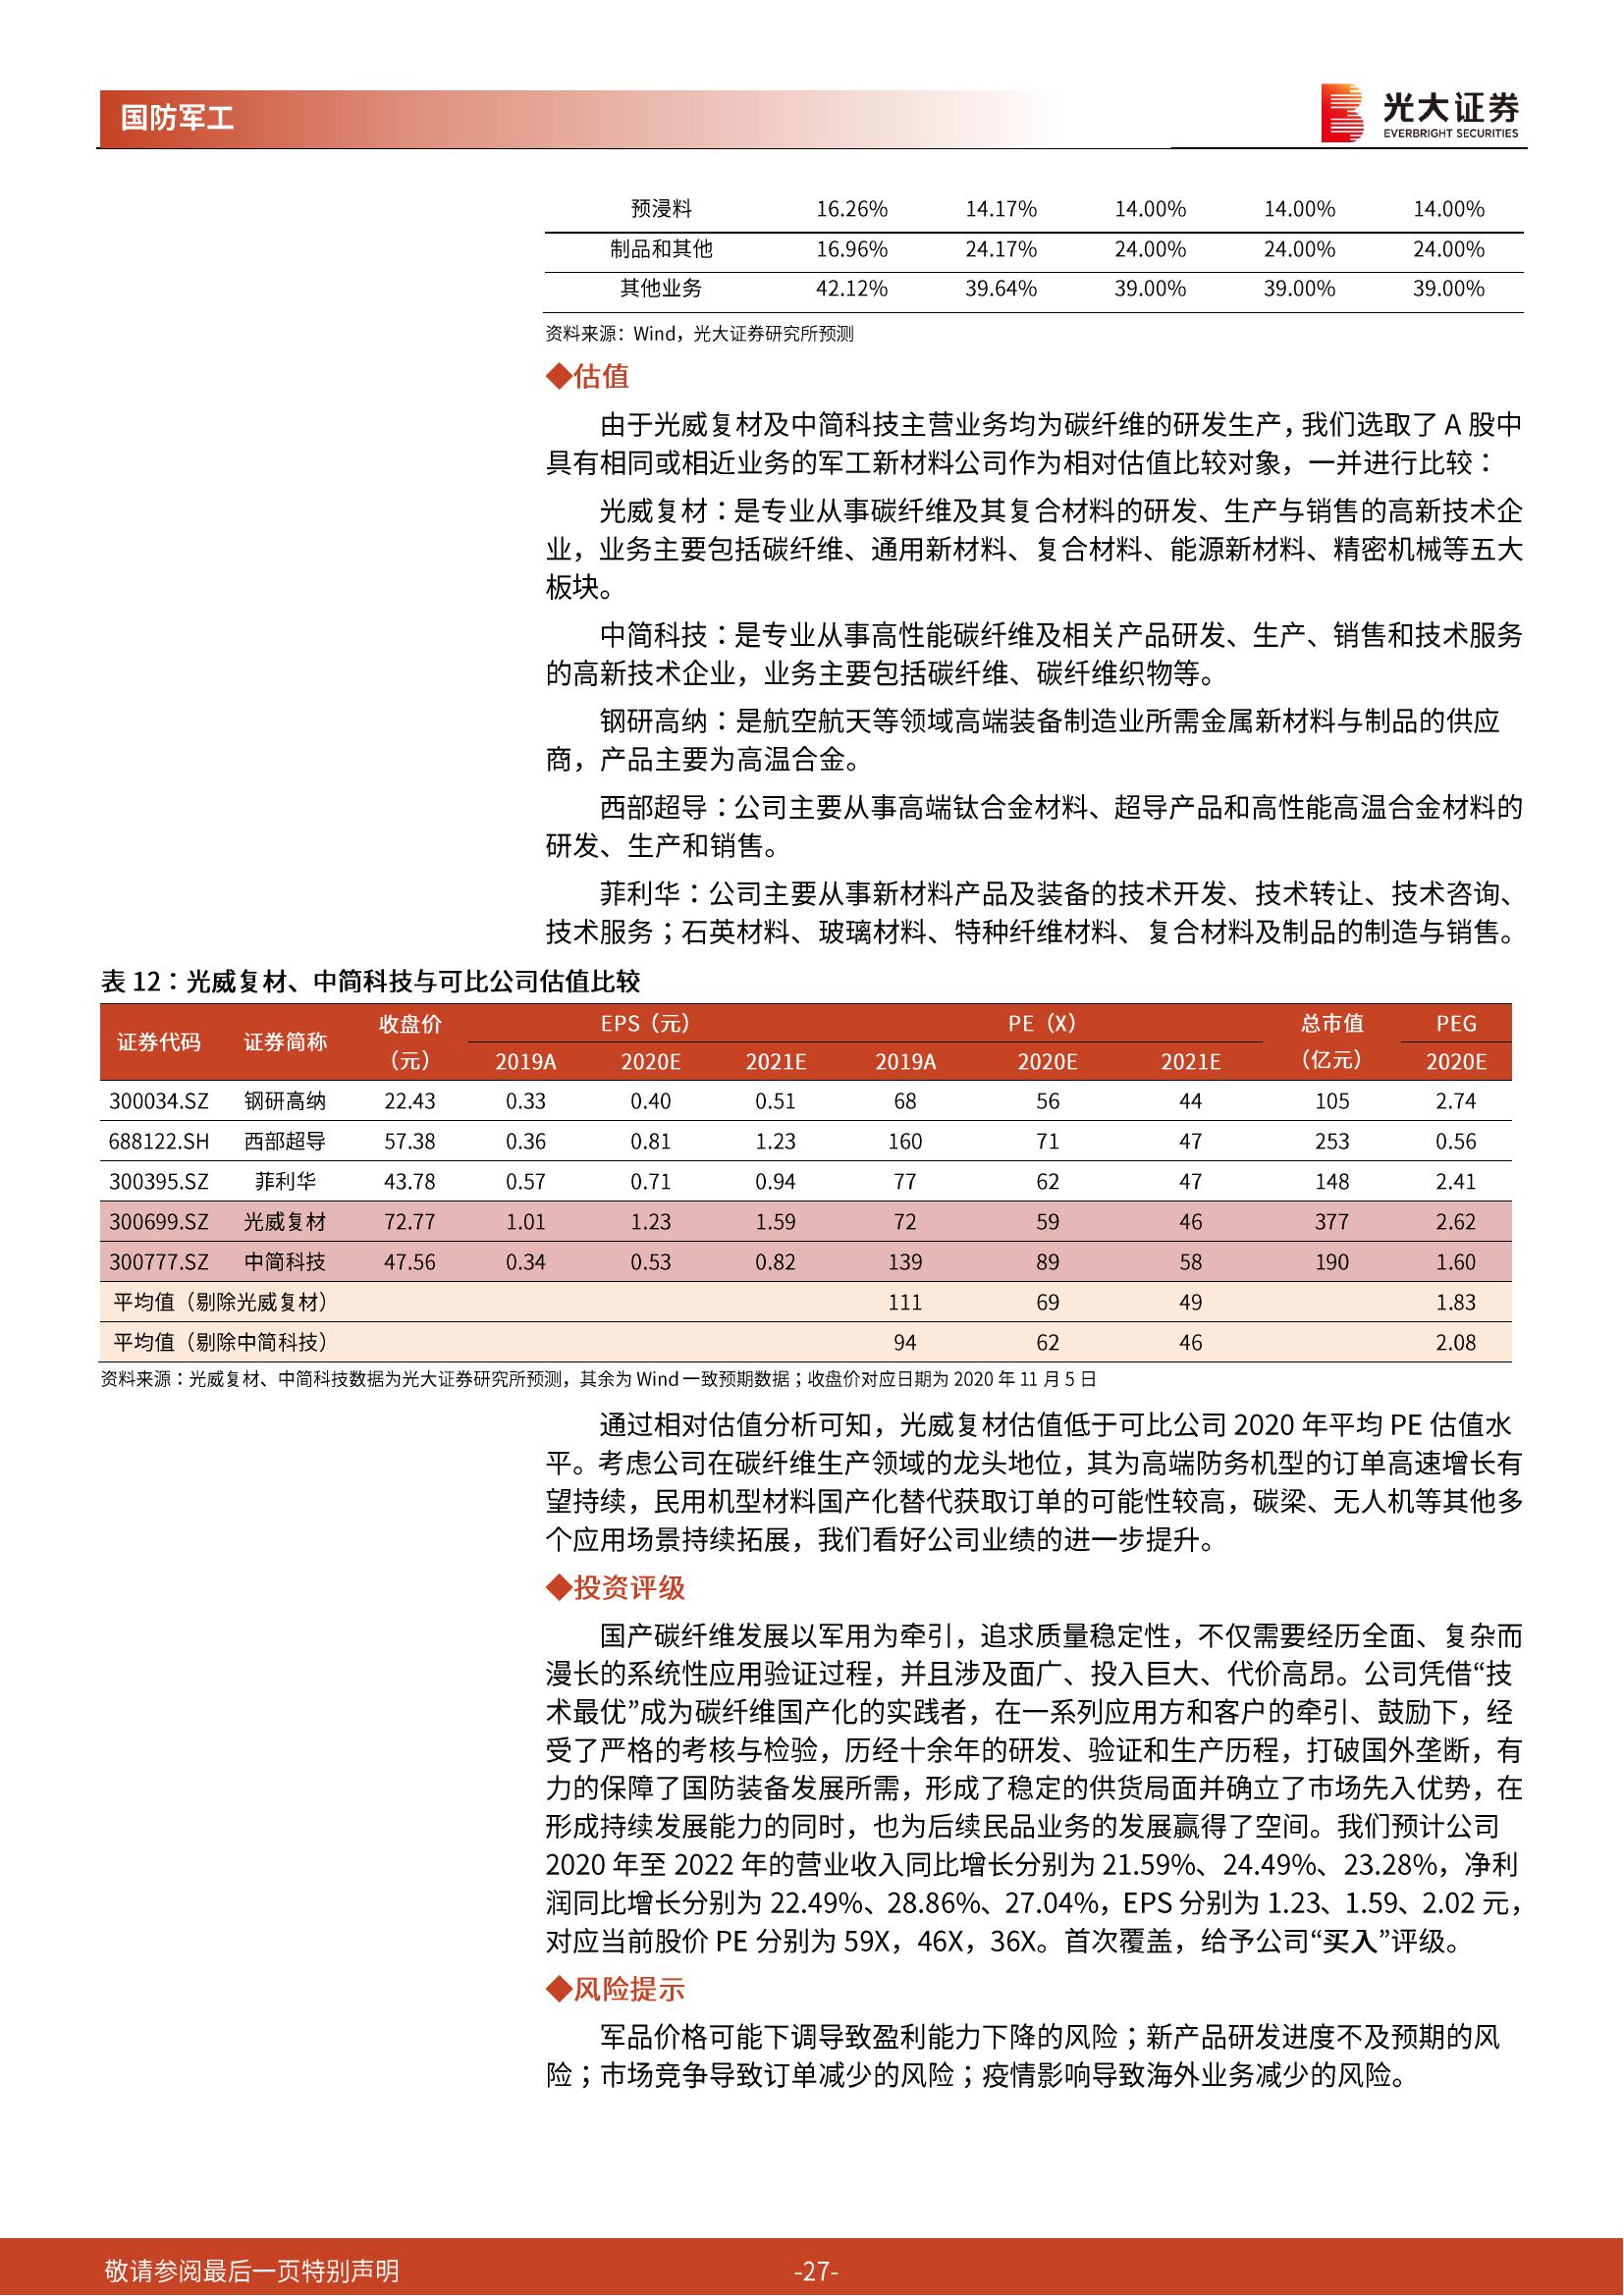 国防军工
光大证券
EVERBRIGHT SECURITIES
预浸料 16.26% 14.17% 14.00% 14.00% 14.00%
制品和其他 16.96% 24.17% 24.00% 24.00% 24.00%
其他业务 42.12% 39.64% 39.00% 39.00% 39.00%
资料来源：Wind，光大证券研究所预测
◆估值
由于光威复材及中简科技主营业务均为碳纤维的研发生产，我们选取了 A 股中
具有相同或相近业务的军工新材料公司作为相对估值比较对象，一并进行比较：
光威复材：是专业从事碳纤维及其复合材料的研发、生产与销售的高新技术企
业，业务主要包括碳纤维、通用新材料、复合材料、能源新材料、精密机械等五大
板块。
中简科技：是专业从事高性能碳纤维及相关产品研发、生产、销售和技术服务
的高新技术企业，业务主要包括碳纤维、碳纤维织物等。
钢研高纳：是航空航天等领域高端装备制造业所需金属新材料与制品的供应
商，产品主要为高温合金。
西部超导：公司主要从事高端钛合金材料、超导产品和高性能高温合金材料的
研发、生产和销售。
菲利华：公司主要从事新材料产品及装备的技术开发、技术转让、技术咨询、
技术服务；石英材料、玻璃材料、特种纤维材料、复合材料及制品的制造与销售。
表 12：光威复材、中简科技与可比公司估值比较
证券代码 证券简称 收盘价 EPS（元） PE（X） 总市值 PEG
（元） 2019A 2020E 2021E 2019A 2020E 2021E （亿元） 2020E
300034.SZ 钢研高纳 22.43 0.33 0.40 0.51 68 56 44 105 2.74
688122.SH 西部超导 57.38 0.36 0.81 1.23 160 71 47 253 0.56
300395.SZ 菲利华 43.78 0.57 0.71 0.94 77 62 47 148 2.41
300699.SZ 光威复材 72.77 1.01 1.23 1.59 72 59 46 377 2.62
300777.SZ 中简科技 47.56 0.34 0.53 0.82 139 89 58 190 1.60
平均值（剔除光威复材） 111 69 49 1.83
平均值（剔除中简科技） 94 62 46 2.08
资料来源：光威复材、中简科技数据为光大证券研究所预测，其余为 Wind 一致预期数据；收盘价对应日期为 2020 年 11 月 5 日
通过相对估值分析可知，光威复材估值低于可比公司 2020 年平均 PE 估值水
平。考虑公司在碳纤维生产领域的龙头地位，其为高端防务机型的订单高速增长有
望持续，民用机型材料国产化替代获取订单的可能性较高，碳梁、无人机等其他多
个应用场景持续拓展，我们看好公司业绩的进一步提升。
◆投资评级
国产碳纤维发展以军用为牵引，追求质量稳定性，不仅需要经历全面、复杂而
漫长的系统性应用验证过程，并且涉及面广、投入巨大、代价高昂。公司凭借“技
术最优”成为碳纤维国产化的实践者，在一系列应用方和客户的牵引、鼓励下，经
受了严格的考核与检验，历经十余年的研发、验证和生产历程，打破国外垄断，有
力的保障了国防装备发展所需，形成了稳定的供货局面并确立了市场先入优势，在
形成持续发展能力的同时，也为后续民品业务的发展赢得了空间。我们预计公司
2020 年至 2022 年的营业收入同比增长分别为 21.59%、24.49%、23.28%，净利
润同比增长分别为 22.49%、28.86%、27.04%，EPS 分别为 1.23、1.59、2.02 元，
对应当前股价 PE 分别为 59X，46X，36X。首次覆盖，给予公司“买入”评级。
◆风险提示
军品价格可能下调导致盈利能力下降的风险；新产品研发进度不及预期的风
险；市场竞争导致订单减少的风险；疫情影响导致海外业务减少的风险。
敬请参阅最后一页特别声明 -27-